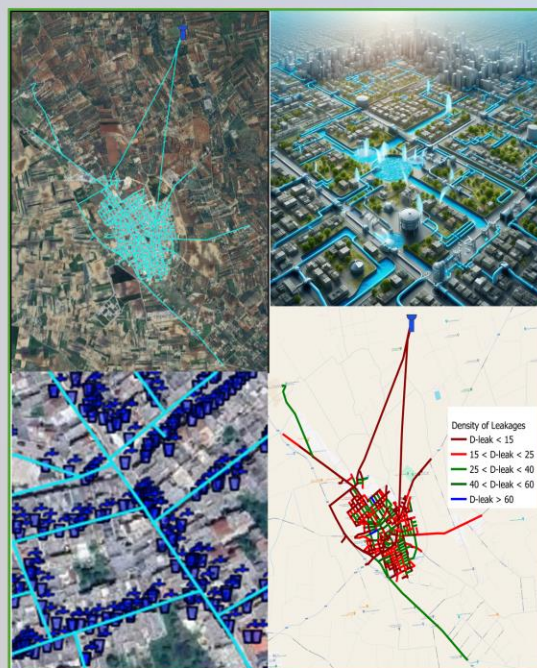 Density of Leakages
D-leak < 15
15 < D-leak < 25
25 < D-leak < 40
40 < D-leak < 60
D-leak > 60